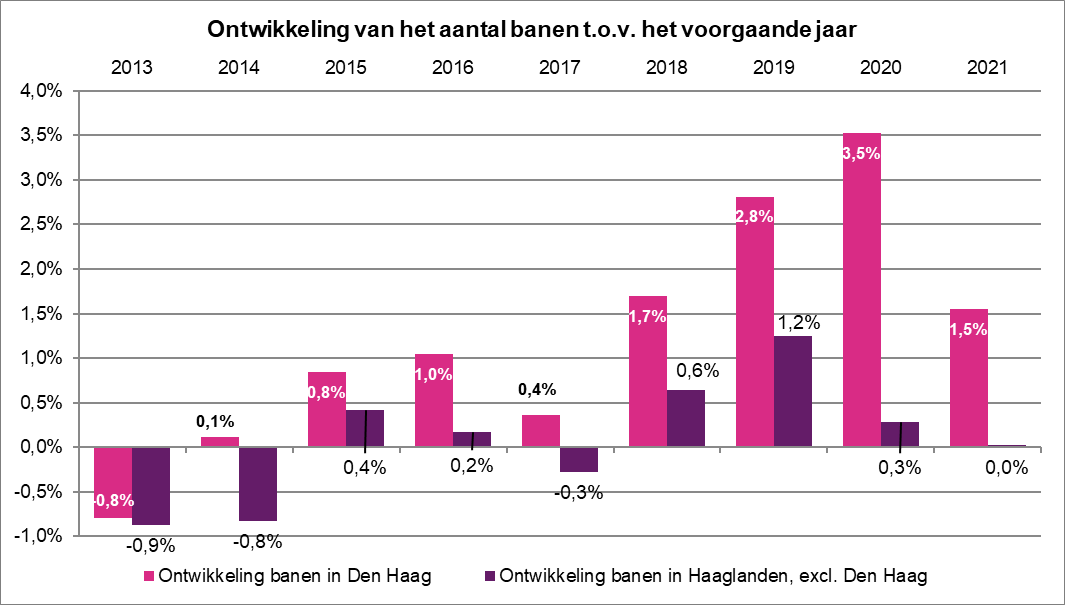 Ontwikkeling van het aantal banen t.o.v. het voorgaande jaar
2013 2014 2015 2016 2017 2018 2019 2020 2021
4,0%
3,5%
3,0%
2,5%
2,0%
1,5%
1,0%
0,5%
0,0%
-0,5%
-1,0%
-0,8% 0,1% 0,8% 1,0% 0,4% 1,7% 2,8% 3,5% 1,5%
-0,9% -0,8% 0,4% 0,2% -0,3% 0,6% 1,2% 0,3% 0,0%
Ontwikkeling banen in Den Haag
Ontwikkeling banen in Haaglanden, excl. Den Haag